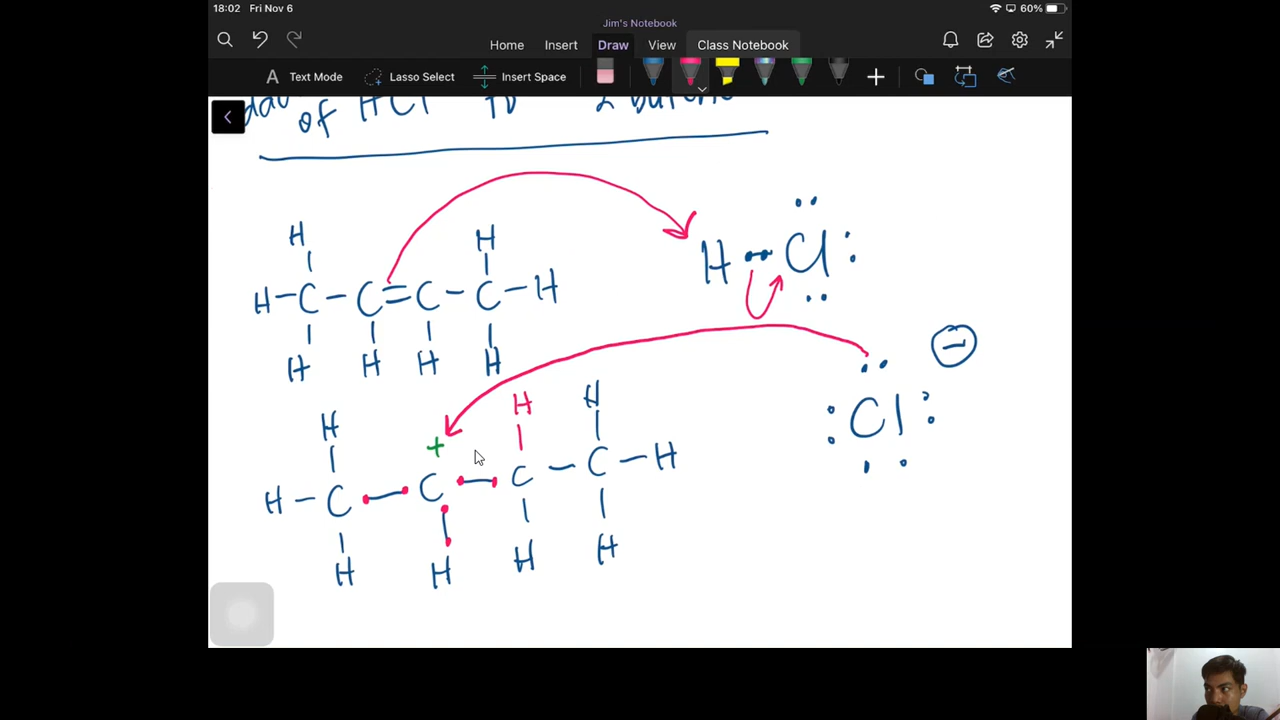 18:02 Fri Nov 6
60%
Jim's Notebook
Home Insert Draw View Class Notebook
A Text Mode Lasso Select Insert Space
of HCl to 2 butene
H H
H-C-C=C-C-H
H H H H
H-Cl
H H H
+
H-C-C-C-C-H
H H H H
Cl
−